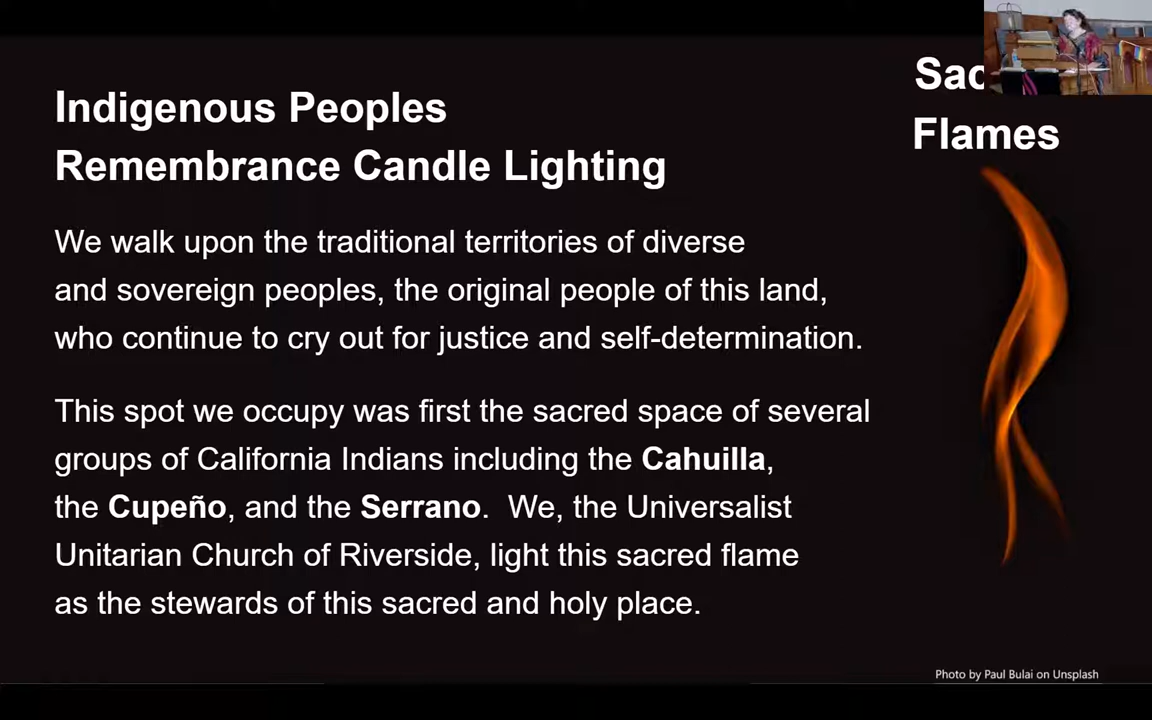 Indigenous Peoples
Remembrance Candle Lighting
We walk upon the traditional territories of diverse
and sovereign peoples, the original people of this land,
who continue to cry out for justice and self-determination.
This spot we occupy was first the sacred space of several
groups of California Indians including the Cahuilla,
the Cupeño, and the Serrano. We, the Universalist
Unitarian Church of Riverside, light this sacred flame
as the stewards of this sacred and holy place.
Flames
Photo by Paul Bulai on Unsplash